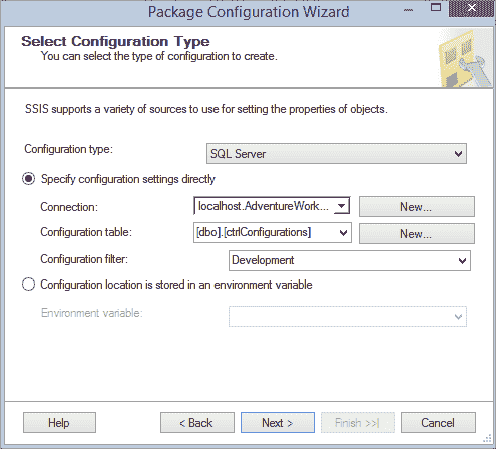 Package Configuration Wizard
Select Configuration Type
You can select the type of configuration to create.
SSIS supports a variety of sources to use for setting the properties of objects.
Configuration type: SQL Server
Specify configuration settings directly
Connection: localhost.AdventureWork... New...
Configuration table: [dbo].[ctrlConfigurations] New...
Configuration filter: Development
Configuration location is stored in an environment variable
Environment variable:
Help < Back Next > Finish >>| Cancel